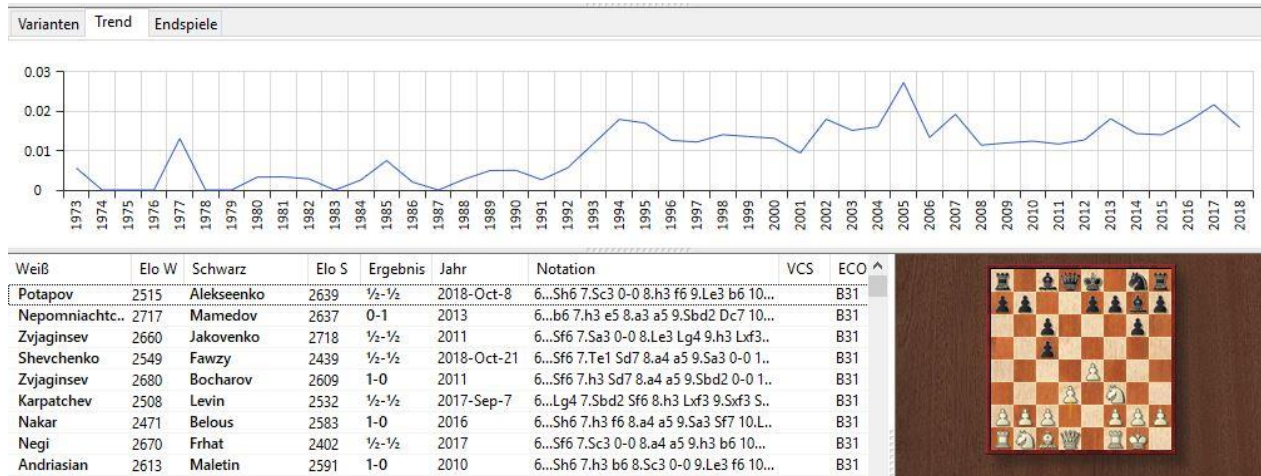 Varianten Trend Endspiele
0.03
0.02
0.01
0
1973 1974 1975 1976 1977 1978 1979 1980 1981 1982 1983 1984 1985 1986 1987 1988 1989 1990 1991 1992 1993 1994 1995 1996 1997 1998 1999 2000 2001 2002 2003 2004 2005 2006 2007 2008 2009 2010 2011 2012 2013 2014 2015 2016 2017 2018
Weiß Elo W Schwarz Elo S Ergebnis Jahr Notation VCS ECO
Potapov 2515 Alekseenko 2639 ½-½ 2018-Oct-8 6...Sh6 7.Sc3 0-0 8.h3 f6 9.Le3 b6 10... B31
Nepomniachtc.. 2717 Mamedov 2637 0-1 2013 6...b6 7.h3 e5 8.a3 a5 9.Sbd2 Dc7 10... B31
Zvjaginsev 2660 Jakovenko 2718 ½-½ 2011 6...Sf6 7.Sa3 0-0 8.Le3 Lg4 9.h3 Lxf3.. B31
Shevchenko 2549 Fawzy 2439 ½-½ 2018-Oct-21 6...Sf6 7.Te1 Sd7 8.a4 a5 9.Sa3 0-0 1.. B31
Zvjaginsev 2680 Bocharov 2609 1-0 2011 6...Sf6 7.h3 Sd7 8.a4 a5 9.Sbd2 0-0 1.. B31
Karpatchev 2508 Levin 2532 ½-½ 2017-Sep-7 6...Lg4 7.Sbd2 Sf6 8.h3 Lxf3 9.Sxf3 S... B31
Nakar 2471 Belous 2583 1-0 2016 6...Sh6 7.h3 f6 8.a4 a5 9.Sa3 Sf7 10.L... B31
Negi 2670 Frhat 2402 ½-½ 2017 6...Sf6 7.Sc3 0-0 8.a4 a5 9.h3 b6 10... B31
Andriasian 2613 Maletin 2591 1-0 2010 6...Sh6 7.h3 b6 8.Sc3 0-0 9.Le3 f6 10... B31